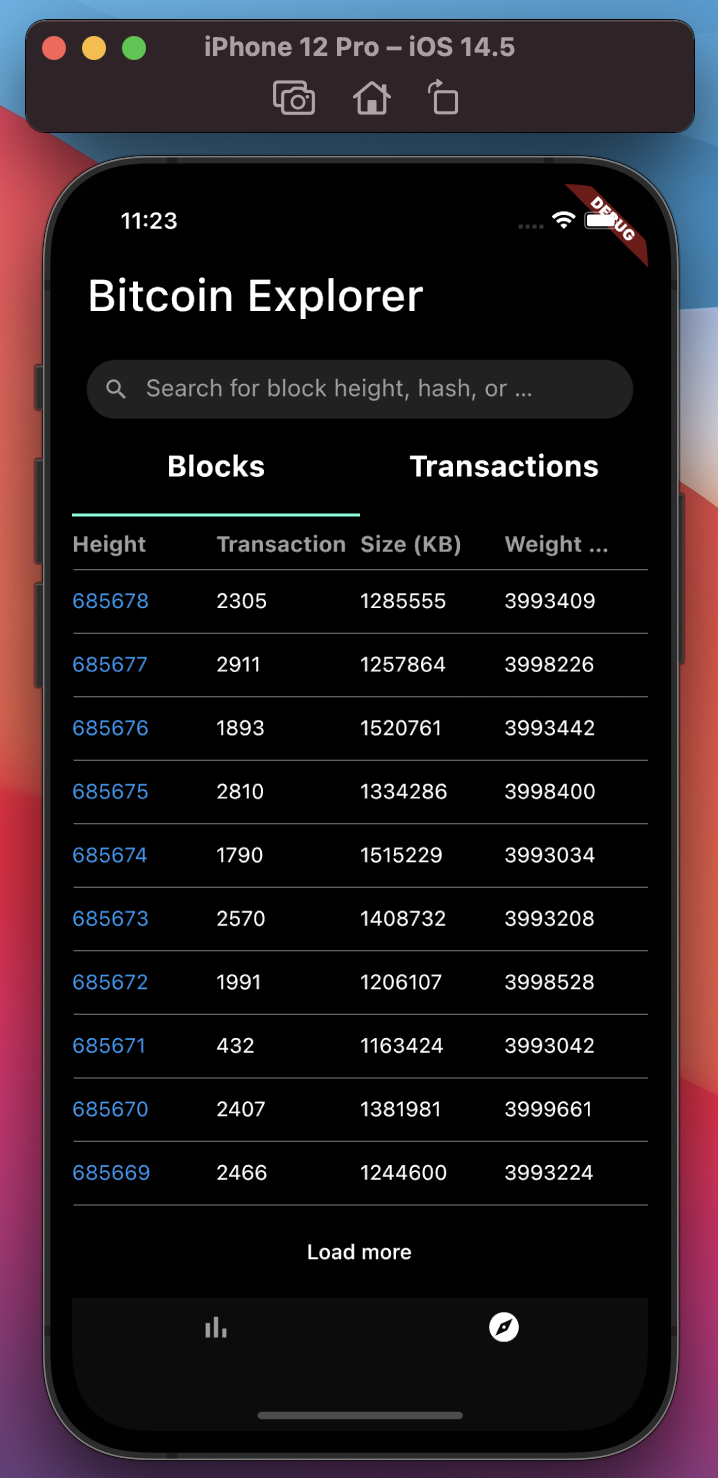 iPhone 12 Pro – iOS 14.5
11:23
DEBUG
Bitcoin Explorer
Search for block height, hash, or ...
Blocks Transactions
Height Transaction Size (KB) Weight ...
685678 2305 1285555 3993409
685677 2911 1257864 3998226
685676 1893 1520761 3993442
685675 2810 1334286 3998400
685674 1790 1515229 3993034
685673 2570 1408732 3993208
685672 1991 1206107 3998528
685671 432 1163424 3993042
685670 2407 1381981 3999661
685669 2466 1244600 3993224
Load more